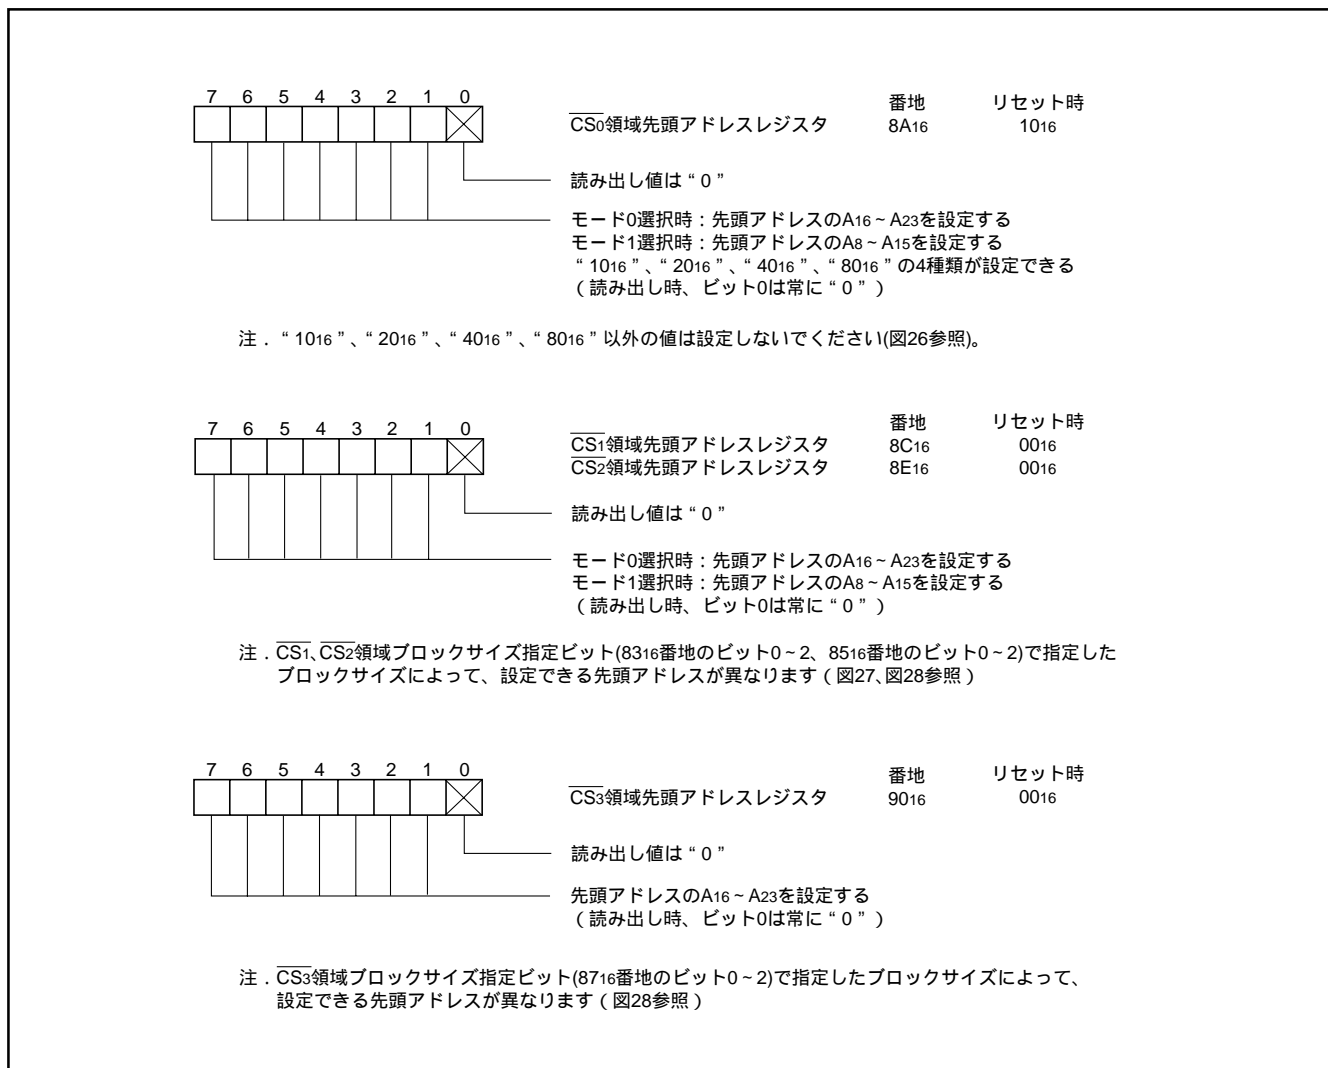 7 6 5 4 3 2 1 0
番地 リセット時
CS0領域先頭アドレスレジスタ 8A16 1016
読み出し値は“0”
モード0選択時：先頭アドレスのA16~A23を設定する
モード1選択時：先頭アドレスのA8~A15を設定する
“1016”、“2016”、“4016”、“8016”の4種類が設定できる
（読み出し時、ビット0は常に“0”）
注．“1016”、“2016”、“4016”、“8016”以外の値は設定しないでください(図26参照)。
7 6 5 4 3 2 1 0
番地 リセット時
CS1領域先頭アドレスレジスタ 8C16 0016
CS2領域先頭アドレスレジスタ 8E16 0016
読み出し値は“0”
モード0選択時：先頭アドレスのA16~A23を設定する
モード1選択時：先頭アドレスのA8~A15を設定する
（読み出し時、ビット0は常に“0”）
注．CS1、CS2領域ブロックサイズ指定ビット(8316番地のビット0~2、8516番地のビット0~2)で指定した
ブロックサイズによって、設定できる先頭アドレスが異なります（図27、図28参照）
7 6 5 4 3 2 1 0
番地 リセット時
CS3領域先頭アドレスレジスタ 9016 0016
読み出し値は“0”
先頭アドレスのA16~A23を設定する
（読み出し時、ビット0は常に“0”）
注．CS3領域ブロックサイズ指定ビット(8716番地のビット0~2)で指定したブロックサイズによって、
設定できる先頭アドレスが異なります（図28参照）